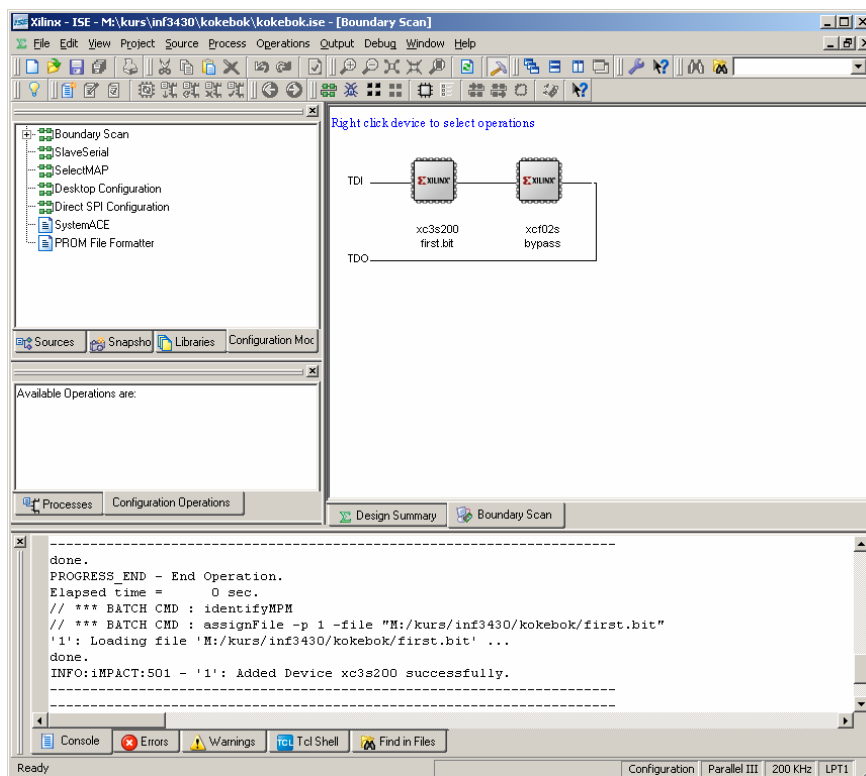 Xilinx - ISE - M:\kurs\inf3430\kokebok\kokebok.ise - [Boundary Scan]
File Edit View Project Source Process Operations Output Debug Window Help
Boundary Scan
SlaveSerial
SelectMAP
Desktop Configuration
Direct SPI Configuration
SystemACE
PROM File Formatter
Sources Snapsho Libraries Configuration Moc
Available Operations are:
Processes Configuration Operations
Right click device to select operations
TDI XILINX XILINX
xc3s200 xcf02s
first.bit bypass
TDO
Design Summary Boundary Scan
----------------------------------------------------------------------
done.
PROGRESS_END - End Operation.
Elapsed time =      0 sec.
// *** BATCH CMD : identifyMPM
// *** BATCH CMD : assignFile -p 1 -file "M:/kurs/inf3430/kokebok/first.bit"
'1': Loading file 'M:/kurs/inf3430/kokebok/first.bit' ...
done.
INFO:iMPACT:501 - '1': Added Device xc3s200 successfully.
----------------------------------------------------------------------
----------------------------------------------------------------------
Console Errors Warnings TCL Tcl Shell Find in Files
Ready Configuration Parallel III 200 KHz LPT1